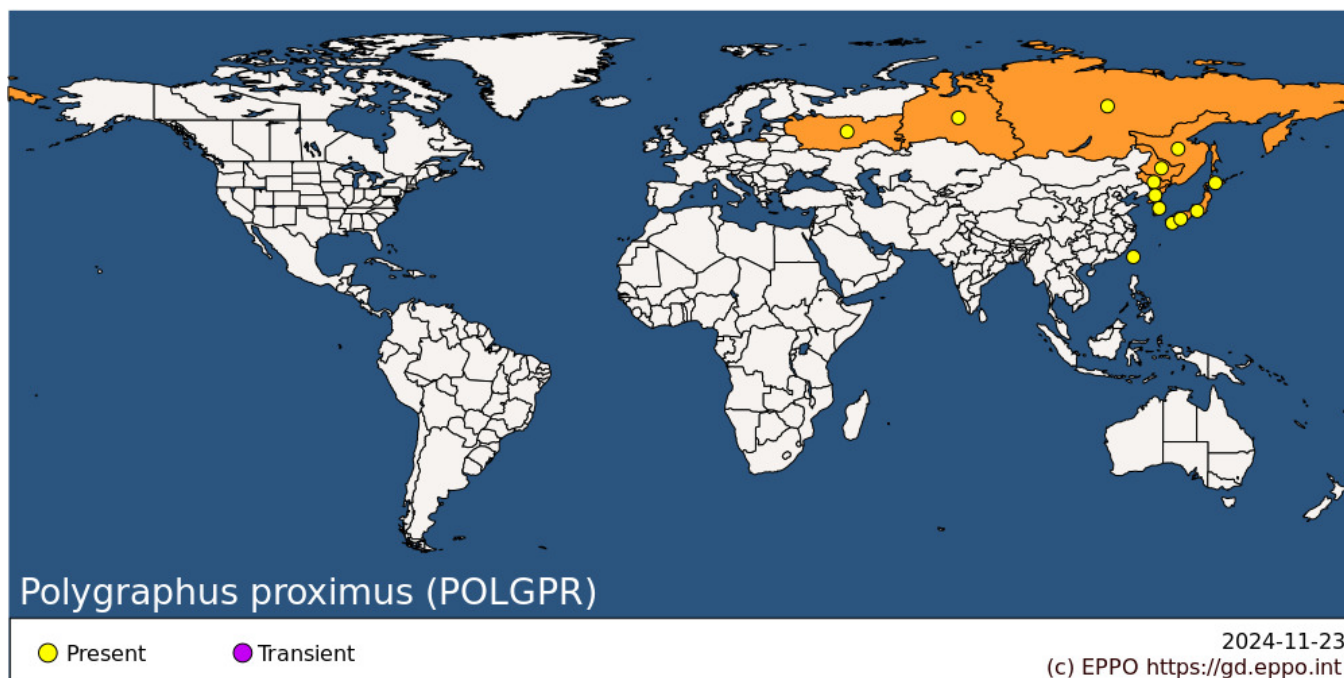 Polygraphus proximus (POLGPR)
Present
Transient
2024-11-23
(c) EPPO https://gd.eppo.int